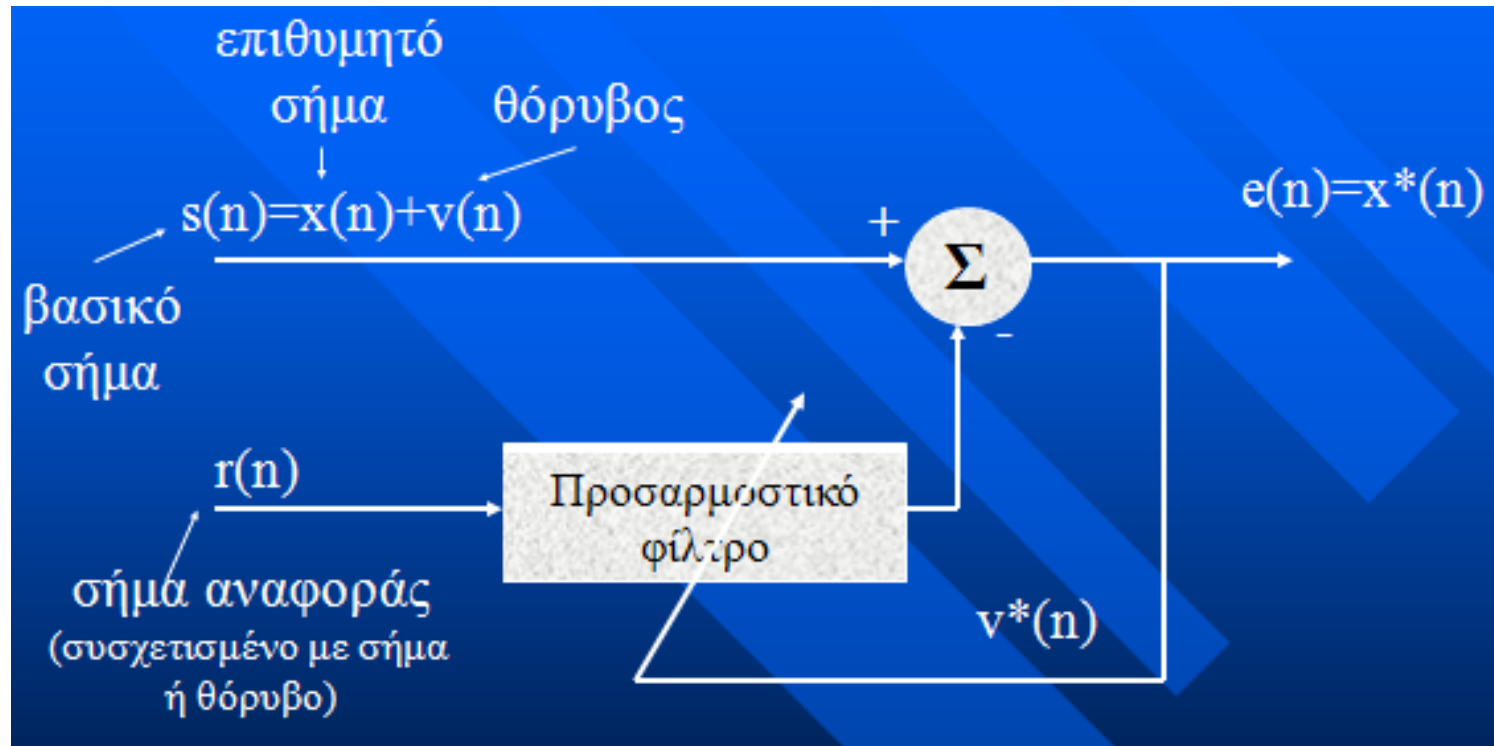 επιθυμητό
σήμα
θόρυβος
s(n)=x(n)+v(n)
e(n)=x*(n)
+
Σ
-
βασικό
σήμα
r(n)
Προσαρμοστικό
φίλτρο
σήμα αναφοράς
(συσχετισμένο με σήμα
ή θόρυβο)
v*(n)